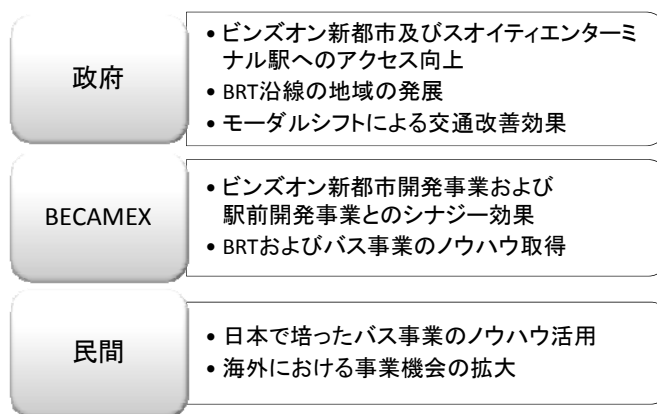 政府
• ビンズオン新都市及びスオイティエンターミ
ナル駅へのアクセス向上
• BRT沿線の地域の発展
• モーダルシフトによる交通改善効果
BECAMEX
• ビンズオン新都市開発事業および
駅前開発事業とのシナジー効果
• BRTおよびバス事業のノウハウ取得
民間
• 日本で培ったバス事業のノウハウ活用
• 海外における事業機会の拡大